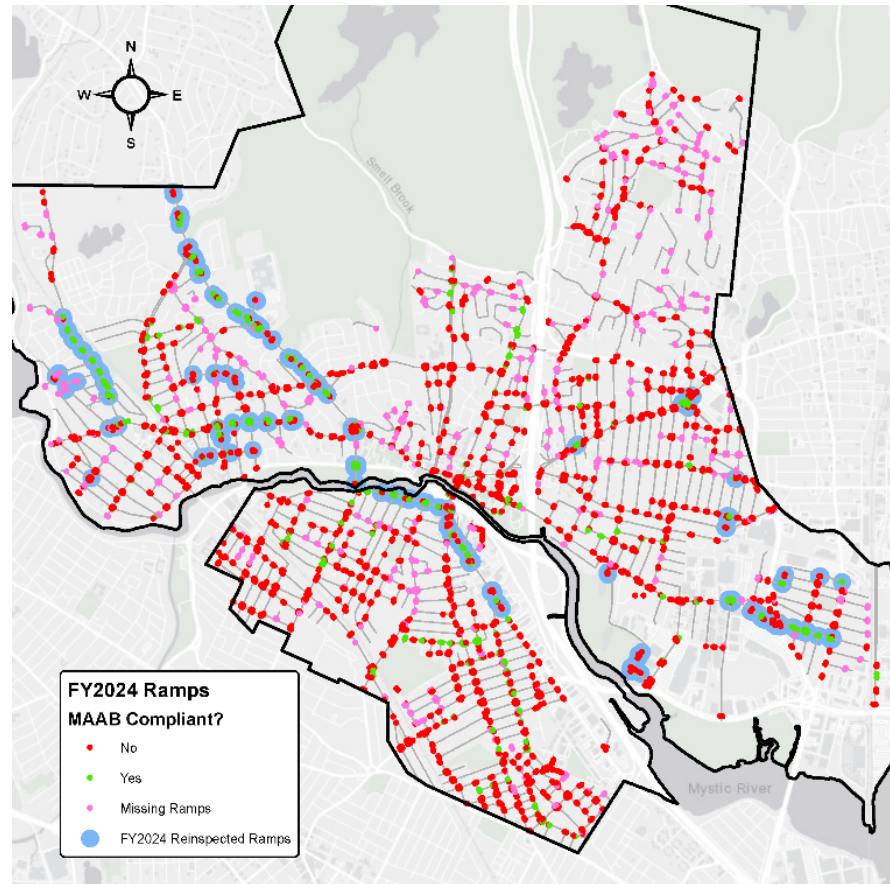 N
W E
S
Smelt Brook
Mystic River
FY2024 Ramps
MAAB Compliant?
No
Yes
Missing Ramps
FY2024 Reinspected Ramps